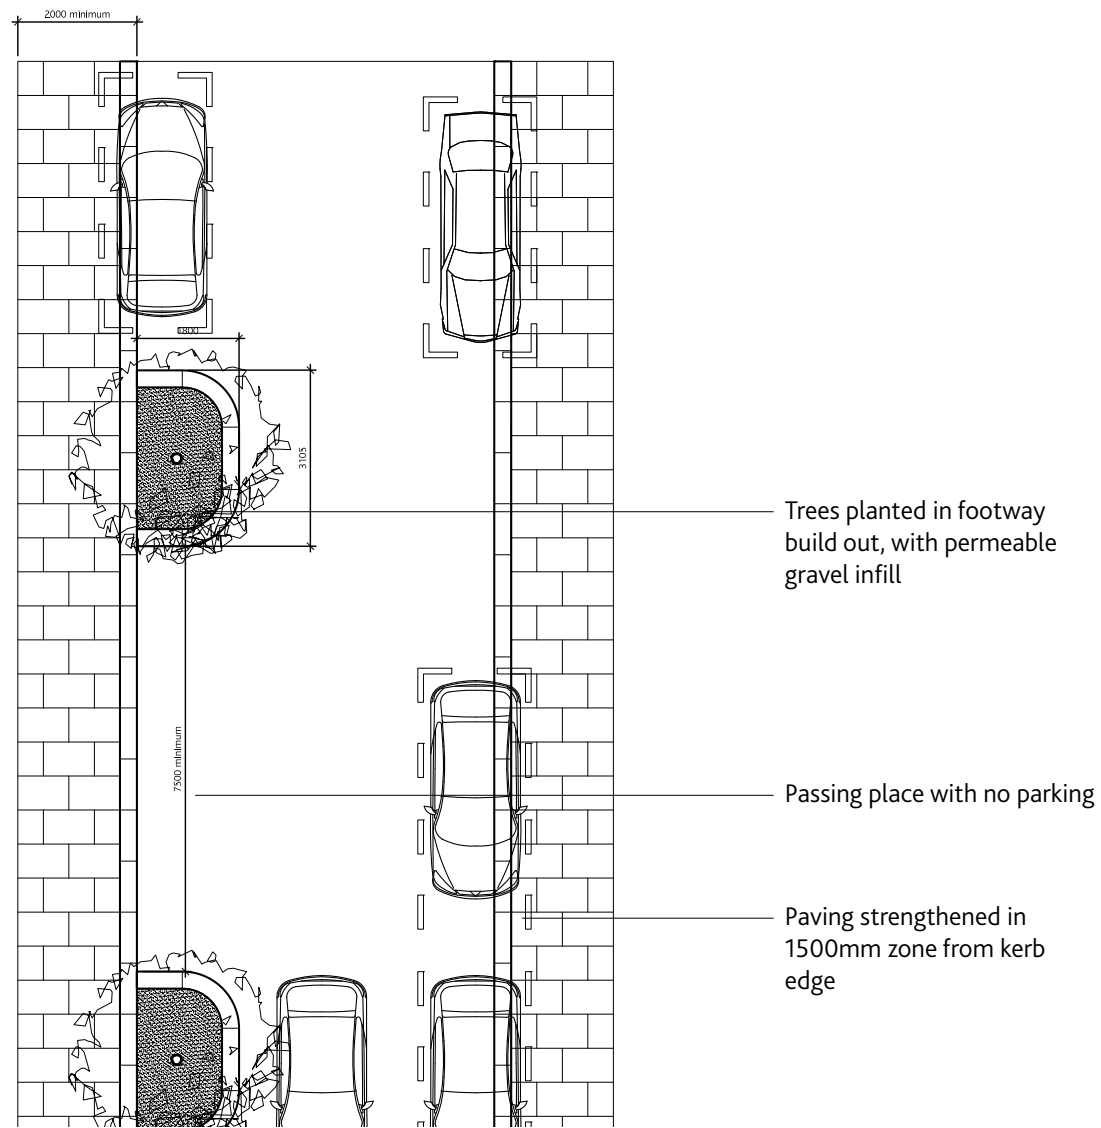 2000 minimum
1800
3105
Trees planted in footway
build out, with permeable
gravel infill
7500 minimum
Passing place with no parking
Paving strengthened in
1500mm zone from kerb
edge